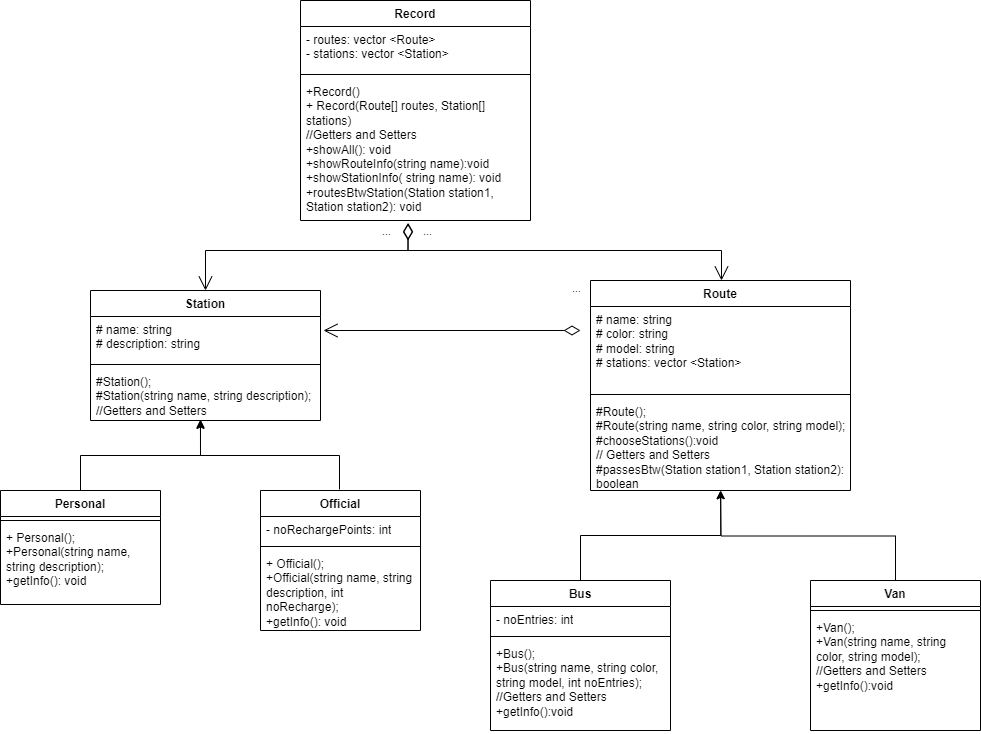 Record
- routes: vector <Route>
- stations: vector <Station>
+Record()
+ Record(Route[] routes, Station[]
stations)
//Getters and Setters
+showAll(): void
+showRouteInfo(string name):void
+showStationInfo( string name): void
+routesBtwStation(Station station1,
Station station2): void
...
...
Station
# name: string
# description: string
#Station();
#Station(string name, string description);
//Getters and Setters
...
Route
# name: string
# color: string
# model: string
# stations: vector <Station>
#Route();
#Route(string name, string color, string model);
#chooseStations():void
// Getters and Setters
#passesBtw(Station station1, Station station2):
boolean
Personal
+ Personal();
+Personal(string name,
string description);
+getInfo(): void
Official
- noRechargePoints: int
+ Official();
+Official(string name, string
description, int
noRecharge);
+getInfo(): void
Bus
- noEntries: int
+Bus();
+Bus(string name, string color,
string model, int noEntries);
//Getters and Setters
+getInfo():void
Van
+Van();
+Van(string name, string
color, string model);
//Getters and Setters
+getInfo():void